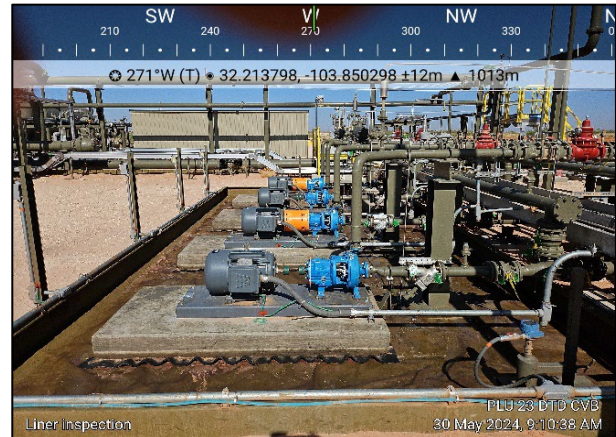 SW W NW N
210 240 270 300 330 0
271°W (T) 32.213798, -103.850298 ±12m ▲ 1013m
PLU 23 DTD CVB
Liner Inspection 30 May 2024, 9:10:38 AM